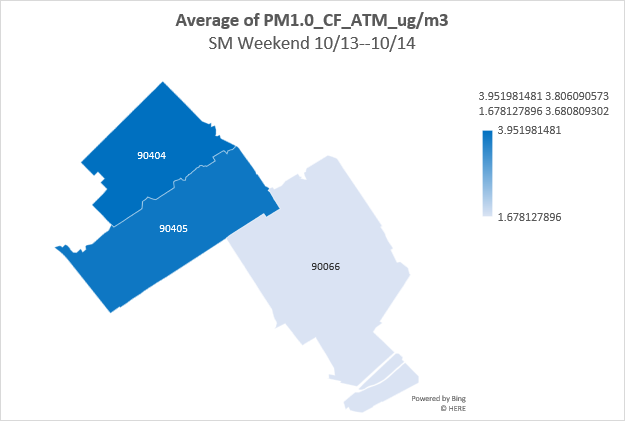 Average of PM1.0_CF_ATM_ug/m3
SM Weekend 10/13--10/14
3.951981481 3.806090573
1.678127896 3.680809302
3.951981481
90404
1.678127896
90405
90066
Powered by Bing
© HERE